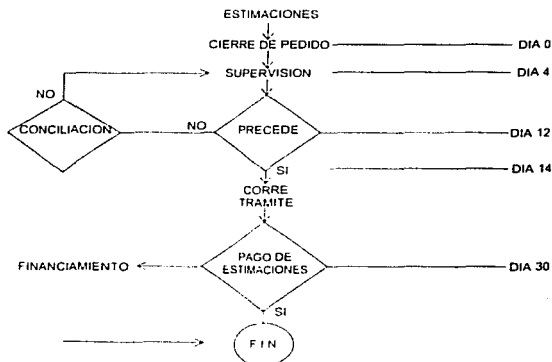 ESTIMACIONES
CIERRE DE PEDIDO
DIA 0
SUPERVISION
DIA 4
NO
CONCILIACION
NO
PRECEDE
DIA 12
SI
DIA 14
CORRE
TRAMITE
FINANCIAMIENTO
PAGO DE
ESTIMACIONES
DIA 30
SI
FIN